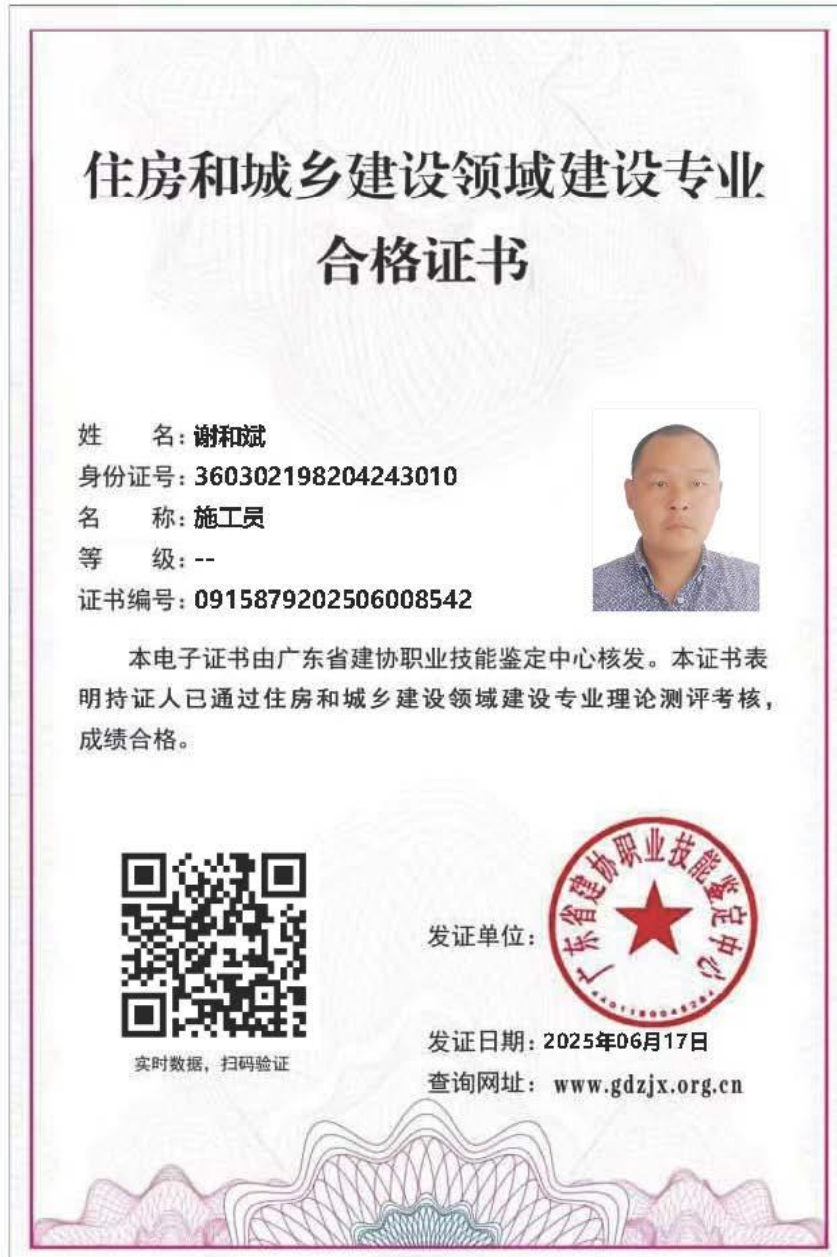 住房和城乡建设领域建设专业
合格证书
姓 名：谢和斌
身份证号：360302198204243010
名 称：施工员
等 级：--
证书编号：0915879202506008542
本电子证书由广东省建协职业技能鉴定中心核发。本证书表
明持证人已通过住房和城乡建设领域建设专业理论测评考核，
成绩合格。
实时数据，扫码验证
发证单位：
广东省建协职业技能鉴定中心
发证日期：2025年06月17日
查询网址：www.gdzjx.org.cn